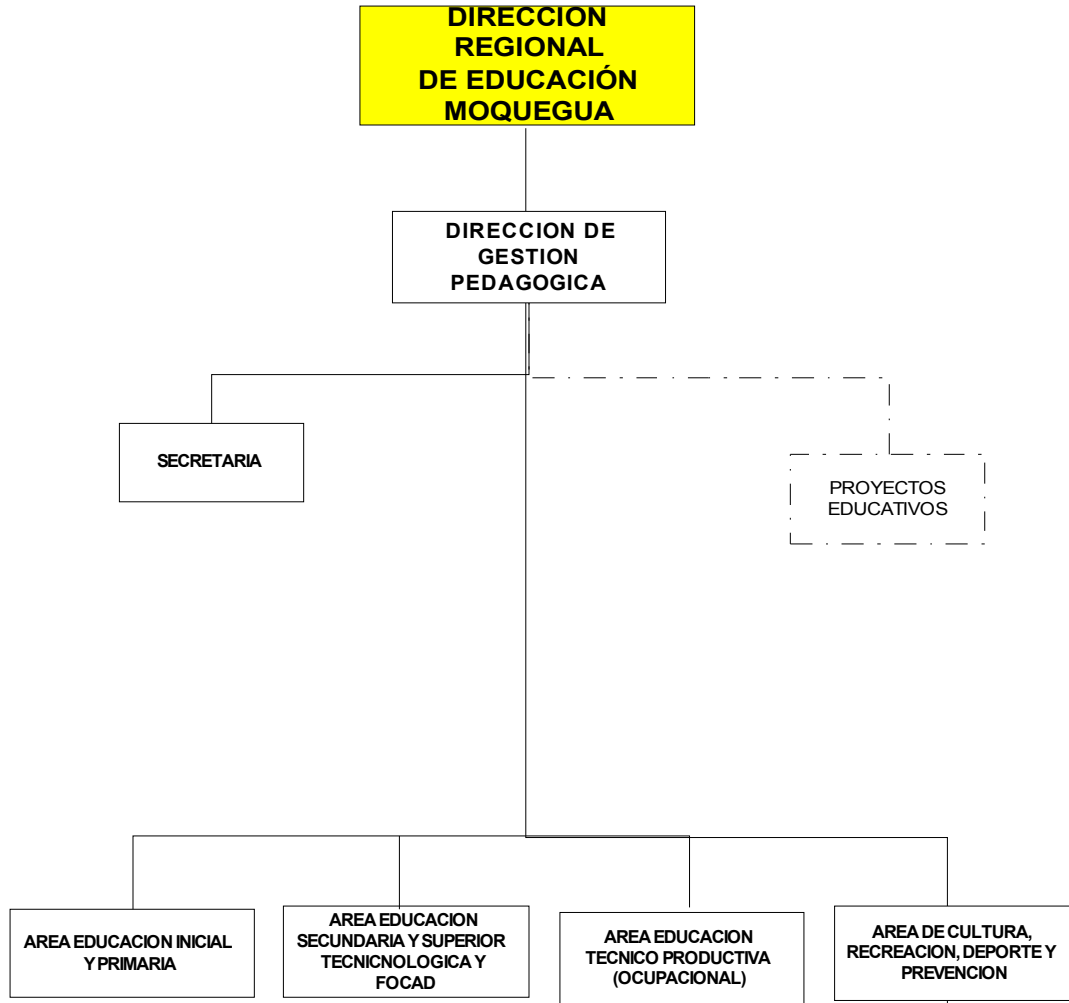 DIRECCION
REGIONAL
DE EDUCACIÓN
MOQUEGUA
DIRECCION DE
GESTION
PEDAGOGICA
SECRETARIA
PROYECTOS
EDUCATIVOS
AREA EDUCACION INICIAL
Y PRIMARIA
AREA EDUCACION
SECUNDARIA Y SUPERIOR
TECNICNOLOGICA Y
FOCAD
AREA EDUCACION
TECNICO PRODUCTIVA
(OCUPACIONAL)
AREA DE CULTURA,
RECREACION, DEPORTE Y
PREVENCION